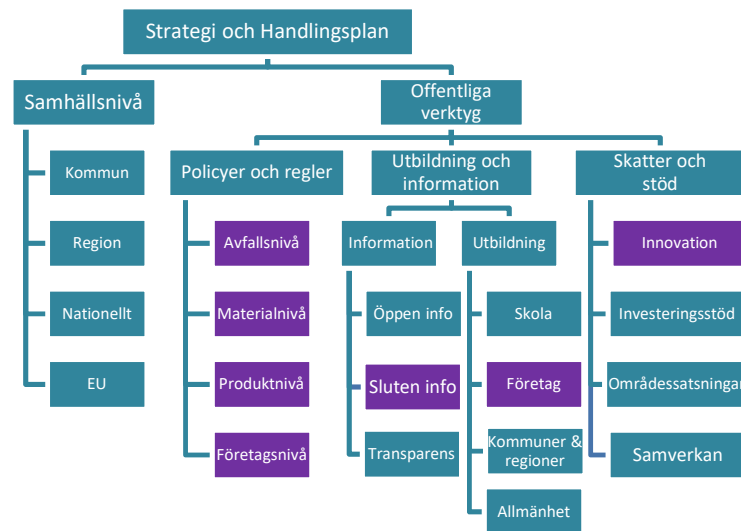 Strategi och Handlingsplan
Samhällsnivå
Offentliga
verktyg
Kommun
Region
Nationellt
EU
Policyer och regler
Utbildning och
information
Skatter och
stöd
Avfallsnivå
Materialnivå
Produktnivå
Företagsnivå
Information
Utbildning
Öppen info
Sluten info
Transparens
Skola
Företag
Kommuner &
regioner
Allmänhet
Innovation
Investeringsstöd
Områdessatsningar
Samverkan